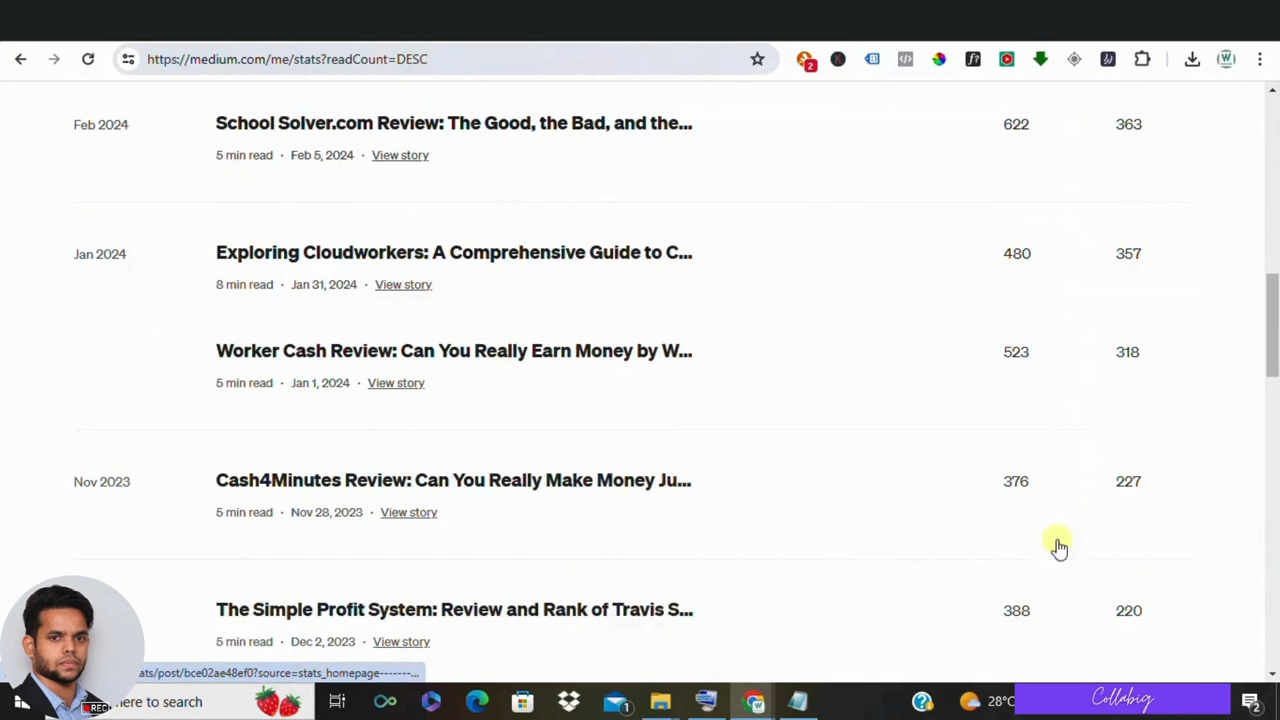 https://medium.com/me/stats?readCount=DESC
2
Feb 2024
School Solver.com Review: The Good, the Bad, and the...
622
363
5 min read · Feb 5, 2024 · View story
Jan 2024
Exploring Cloudworkers: A Comprehensive Guide to C...
480
357
8 min read · Jan 31, 2024 · View story
Worker Cash Review: Can You Really Earn Money by W...
523
318
5 min read · Jan 1, 2024 · View story
Nov 2023
Cash4Minutes Review: Can You Really Make Money Ju...
376
227
5 min read · Nov 28, 2023 · View story
The Simple Profit System: Review and Rank of Travis S...
388
220
5 min read · Dec 2, 2023 · View story
ats/post/bce02ae48ef0?source=stats_homepage-------...
REC
here to search
1
28°C
Collabig
2